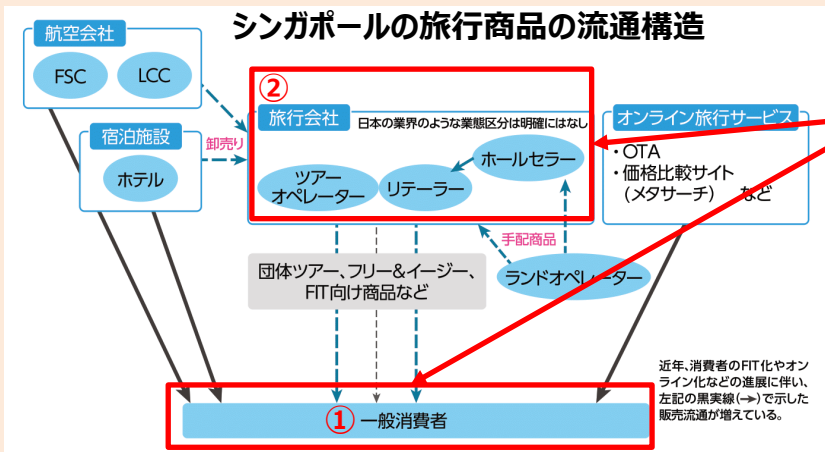 シンガポールの旅行商品の流通構造
航空会社
FSC
LCC
宿泊施設
ホテル
卸売り
②
旅行会社
日本の業界のような業態区分は明確にはなし
ツアー
オペレーター
リテーラー
ホールセラー
オンライン旅行サービス
・OTA
・価格比較サイト
（メタサーチ） など
手配商品
ランドオペレーター
団体ツアー、フリー&イージー、
FIT向け商品など
① 一般消費者
近年、消費者のFIT化やオン
ライン化などの進展に伴い、
左記の黒実線(→)で示した
販売流通が増えている。